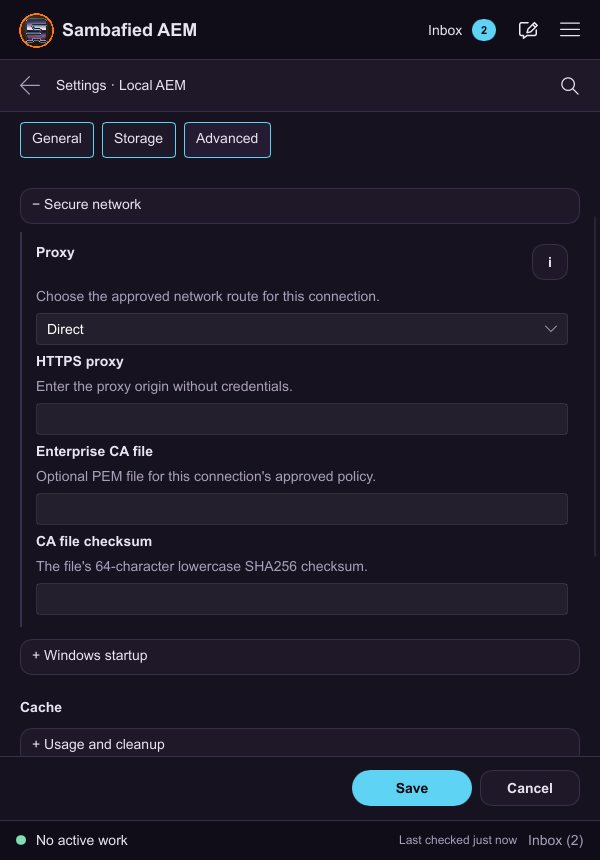 Sambafied AEM
Inbox 2
Settings · Local AEM
General Storage Advanced
− Secure network
Proxy
i
Choose the approved network route for this connection.
Direct
HTTPS proxy
Enter the proxy origin without credentials.
Enterprise CA file
Optional PEM file for this connection's approved policy.
CA file checksum
The file's 64-character lowercase SHA256 checksum.
+ Windows startup
Cache
+ Usage and cleanup
Save Cancel
No active work Last checked just now Inbox (2)